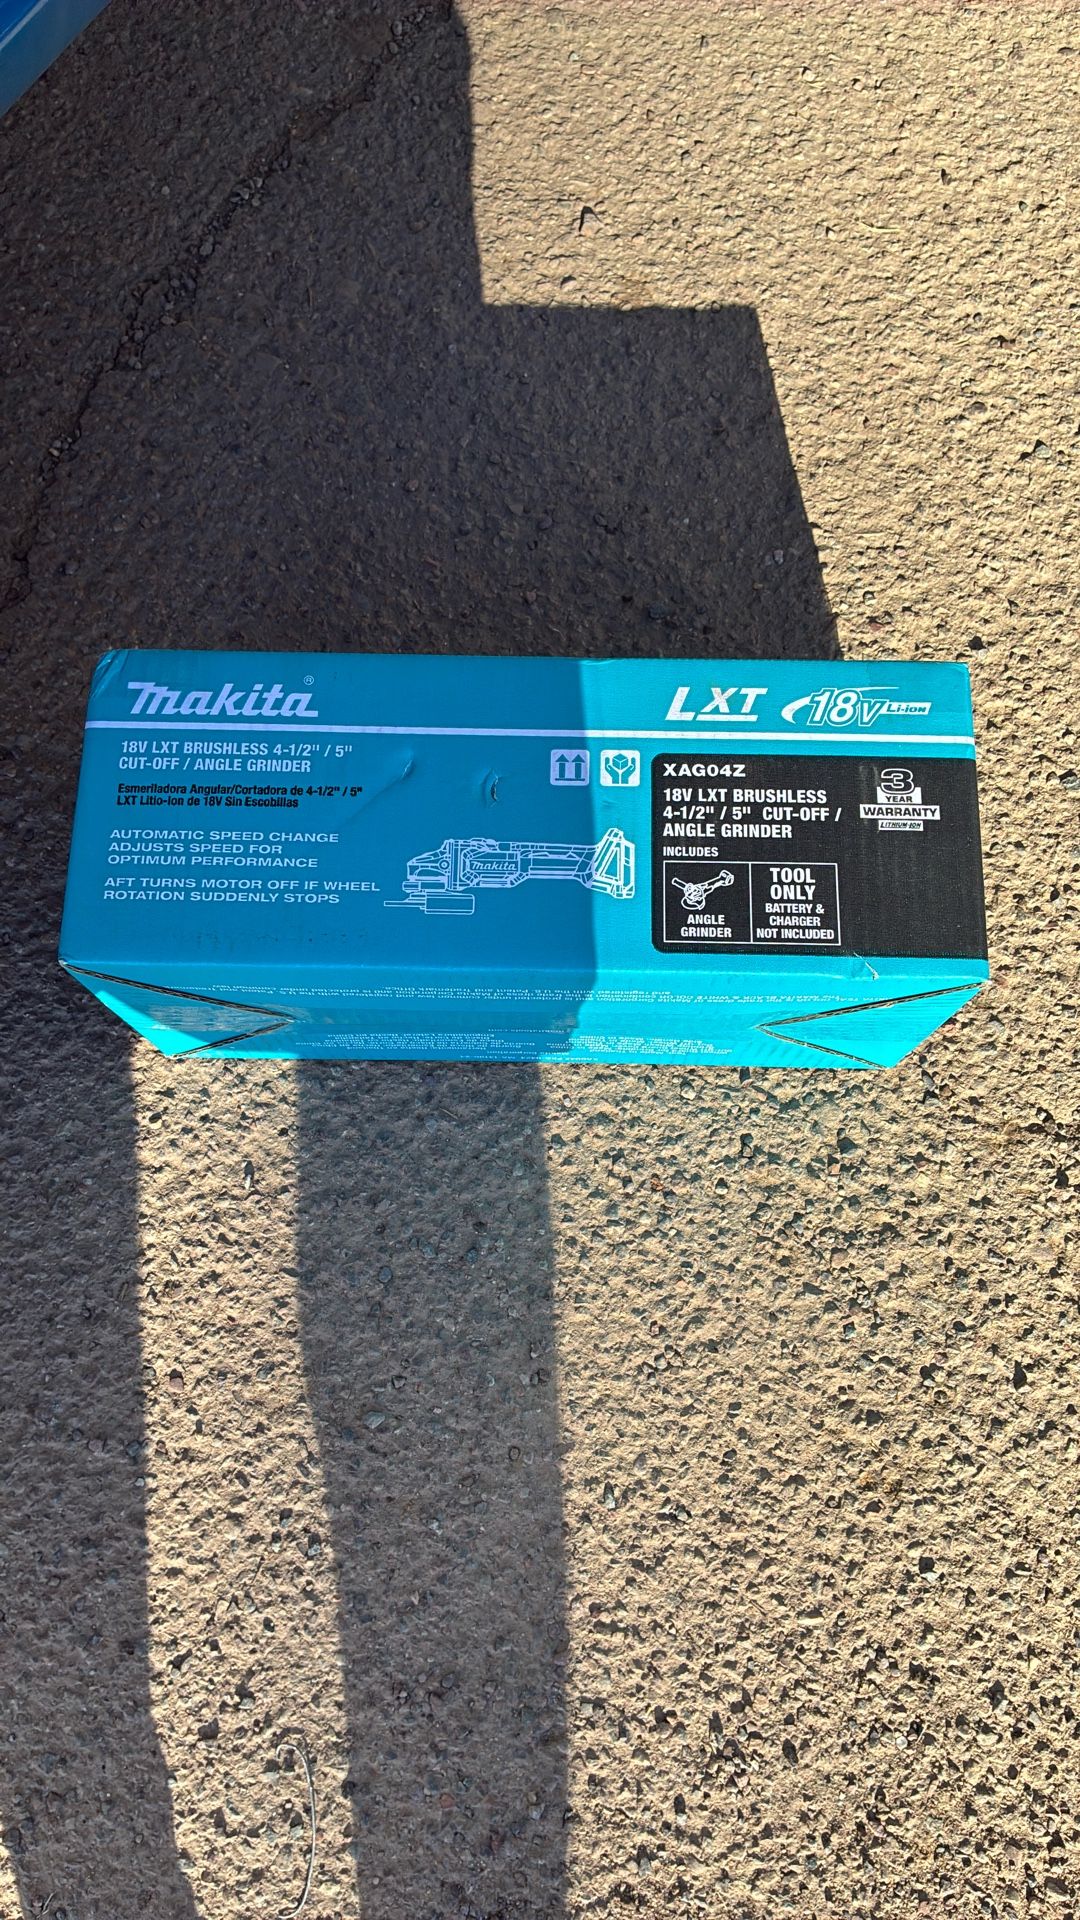 Makita®
18V LXT BRUSHLESS 4-1/2" / 5"
CUT-OFF / ANGLE GRINDER
Esmeriladora Angular/Cortadora de 4-1/2" / 5"
LXT Litio-Ion de 18V Sin Escobillas
AUTOMATIC SPEED CHANGE
ADJUSTS SPEED FOR
OPTIMUM PERFORMANCE
AFT TURNS MOTOR OFF IF WHEEL
ROTATION SUDDENLY STOPS
makita
LXT 18V Li-ion
XAG04Z
18V LXT BRUSHLESS
4-1/2" / 5" CUT-OFF /
ANGLE GRINDER
INCLUDES
ANGLE
GRINDER
TOOL
ONLY
BATTERY &
CHARGER
NOT INCLUDED
3
YEAR
WARRANTY
LITHIUM-ION